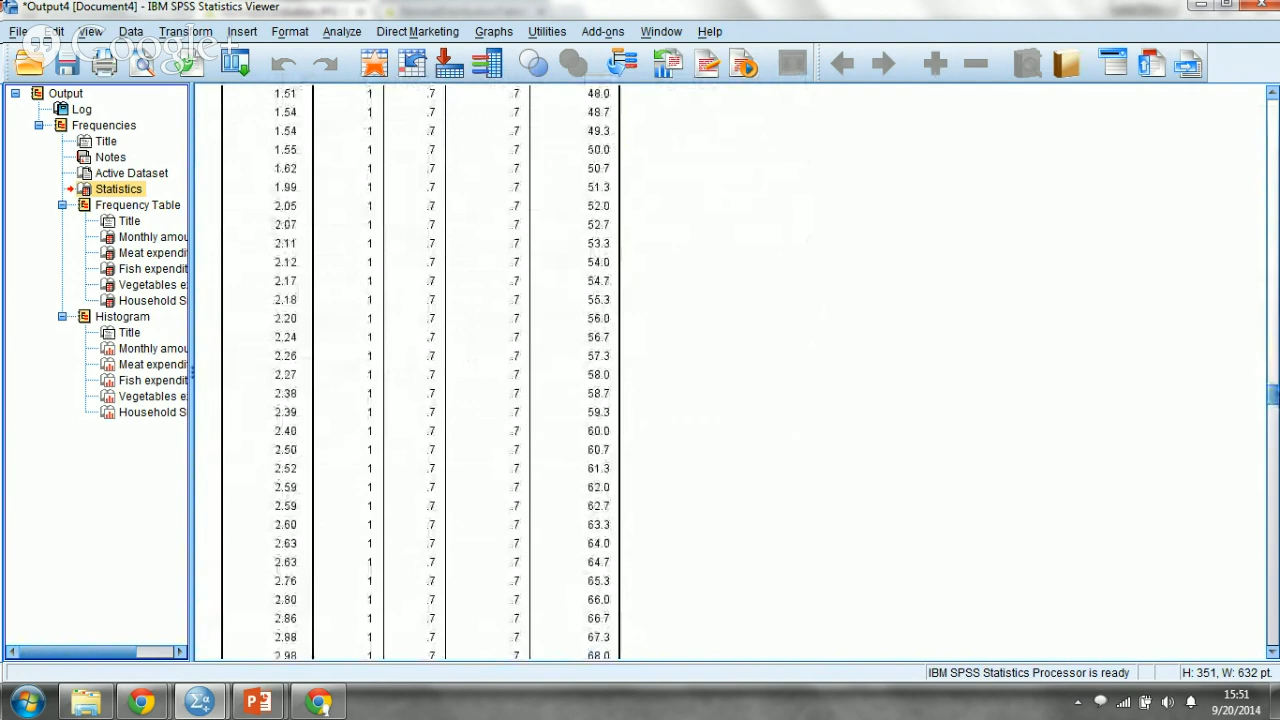 *Output4 [Document4] - IBM SPSS Statistics Viewer
File Edit View Data Transform Insert Format Analyze Direct Marketing Graphs Utilities Add-ons Window Help
Google+
Output
Log
Frequencies
Title
Notes
Active Dataset
Statistics
Frequency Table
Title
Monthly amou
Meat expendit
Fish expendit
Vegetables e
Household S
Histogram
Title
Monthly amou
Meat expendit
Fish expendit
Vegetables e
Household S
1.51 1 .7 .7 48.0
1.54 1 .7 .7 48.7
1.54 1 .7 .7 49.3
1.55 1 .7 .7 50.0
1.62 1 .7 .7 50.7
1.99 1 .7 .7 51.3
2.05 1 .7 .7 52.0
2.07 1 .7 .7 52.7
2.11 1 .7 .7 53.3
2.12 1 .7 .7 54.0
2.17 1 .7 .7 54.7
2.18 1 .7 .7 55.3
2.20 1 .7 .7 56.0
2.24 1 .7 .7 56.7
2.26 1 .7 .7 57.3
2.27 1 .7 .7 58.0
2.38 1 .7 .7 58.7
2.39 1 .7 .7 59.3
2.40 1 .7 .7 60.0
2.50 1 .7 .7 60.7
2.52 1 .7 .7 61.3
2.59 1 .7 .7 62.0
2.59 1 .7 .7 62.7
2.60 1 .7 .7 63.3
2.63 1 .7 .7 64.0
2.63 1 .7 .7 64.7
2.76 1 .7 .7 65.3
2.80 1 .7 .7 66.0
2.86 1 .7 .7 66.7
2.88 1 .7 .7 67.3
2.98 1 .7 .7 68.0
IBM SPSS Statistics Processor is ready H: 351, W: 632 pt.
15:51
9/20/2014